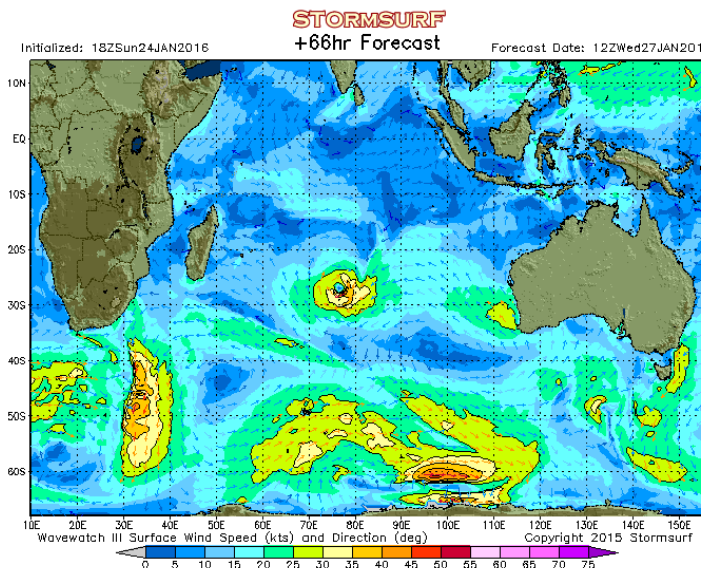 STORMSURF
Initialized: 18ZSun24JAN2016 +66hr Forecast Forecast Date: 12ZWed27JAN201
10N
EQ
10S
20S
30S
40S
50S
60S
10E 20E 30E 40E 50E 60E 70E 80E 90E 100E 110E 120E 130E 140E 150E
Wavewatch III Surface Wind Speed (kts) and Direction (deg) Copyright 2015 Stormsurf
0 5 10 15 20 25 30 35 40 45 50 55 60 65 70 75